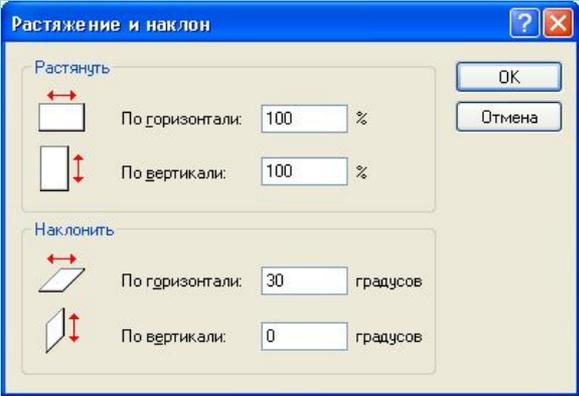 Растяжение и наклон
Растянуть
OK
По горизонтали: 100 %
Отмена
По вертикали: 100 %
Наклонить
По горизонтали: 30 градусов
По вертикали: 0 градусов